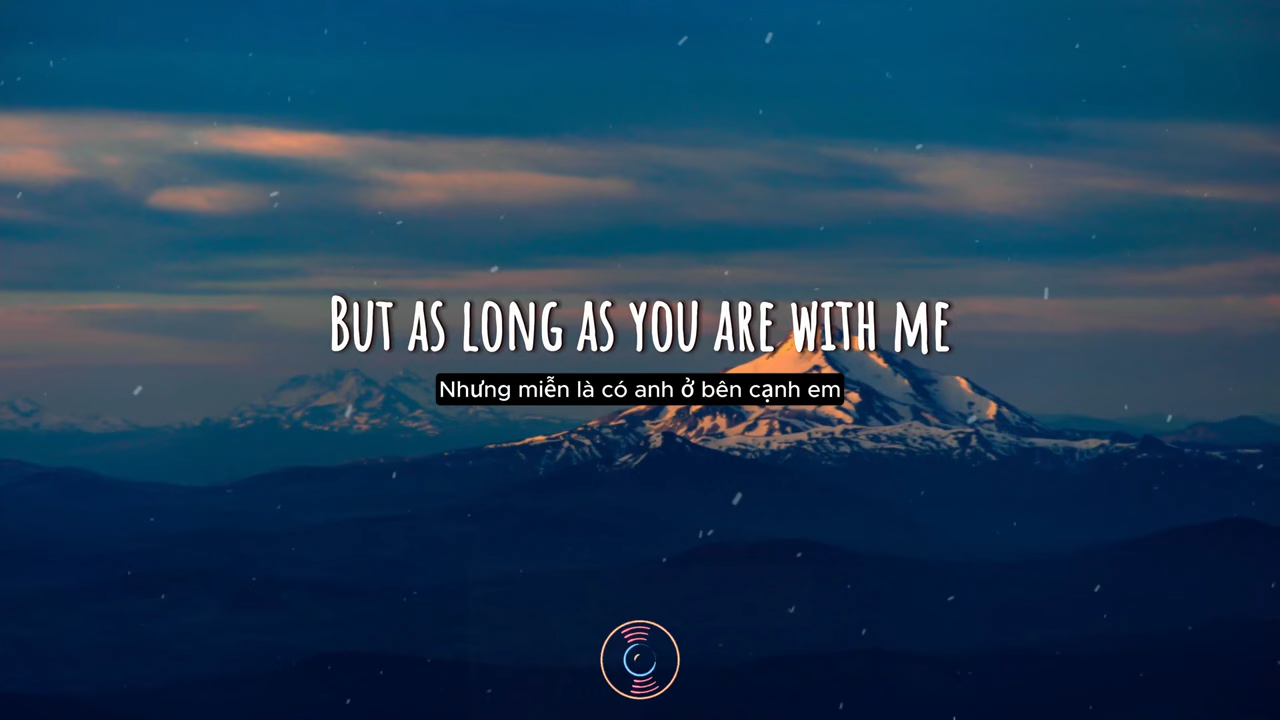 But as long as you are with me
Nhưng miễn là có anh ở bên cạnh em